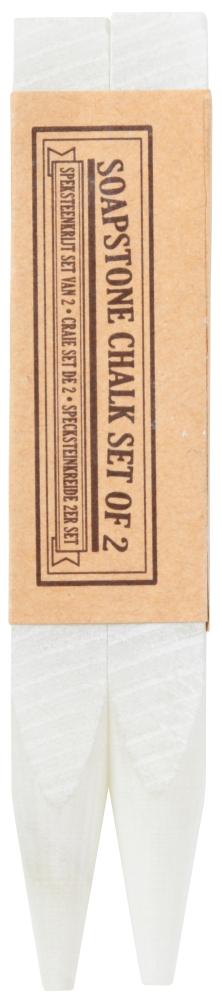 SOAPSTONE CHALK SET OF 2
SPEKSTEENKRIJT SET VAN 2 • CRAIE SET DE 2 • SPECKSTEINKREIDE 2ER SET